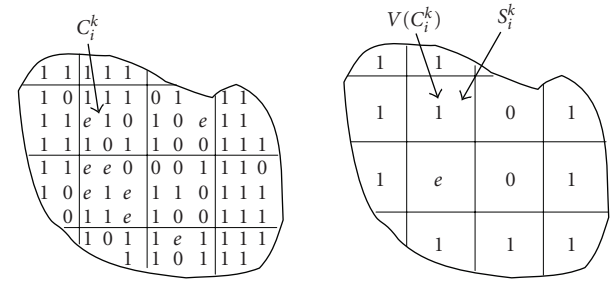 C_i^k
1 1 1 1 1
1 0 1 1 1 0 1 1 1
1 1 e 1 0 1 0 e 1 1
1 1 1 0 1 1 0 0 1 1 1
1 1 e e 0 0 0 1 1 1 0
1 0 e 1 e 1 1 0 1 1 1
0 1 1 e 1 0 0 1 1 1
1 0 1 1 e 1 1 1 1
1 1 0 1 1 1
V(C_i^k) S_i^k
1 1
1 1 0 1
1 e 0 1
1 1 1